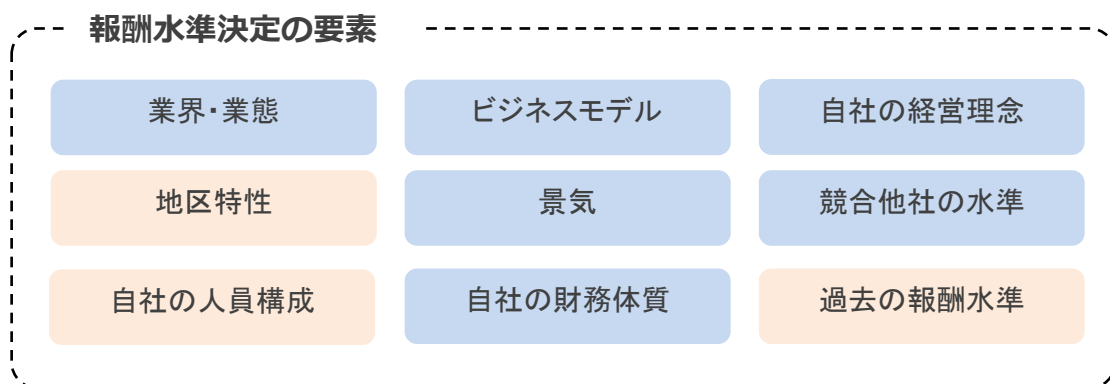 報酬水準決定の要素
業界・業態
ビジネスモデル
自社の経営理念
地区特性
景気
競合他社の水準
自社の人員構成
自社の財務体質
過去の報酬水準